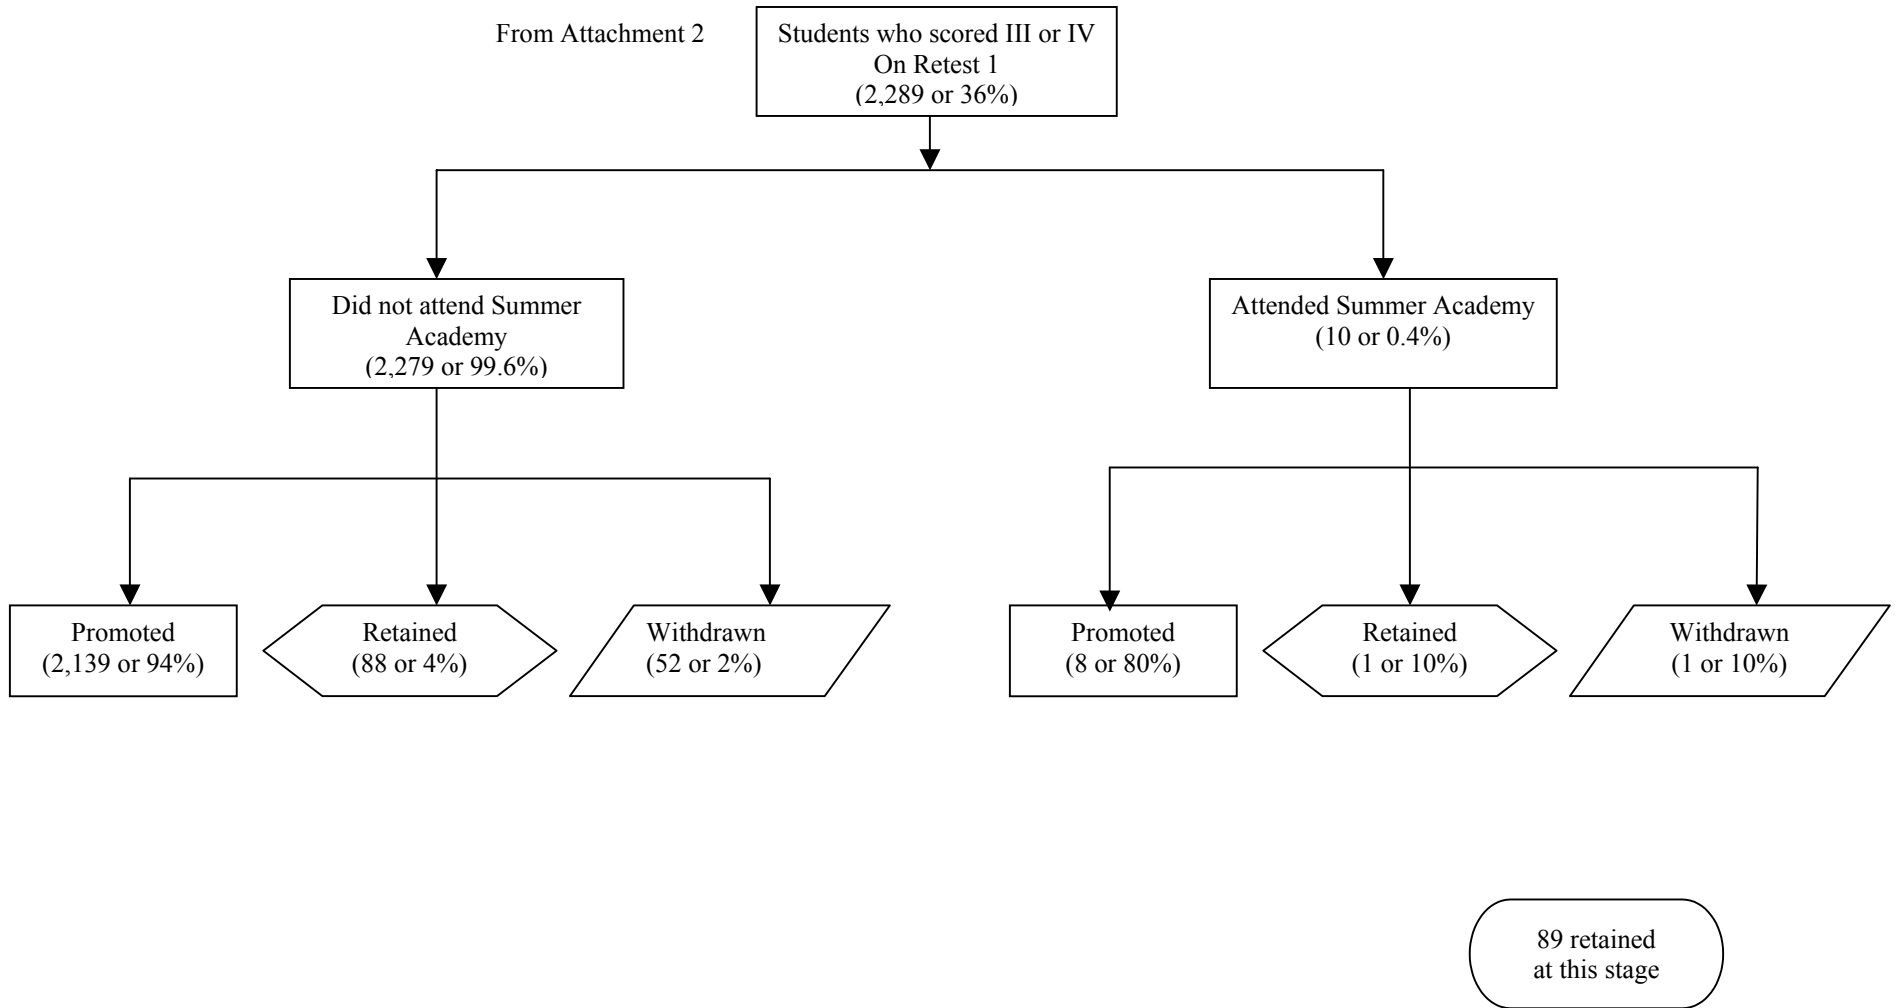 From Attachment 2
Students who scored III or IV
On Retest 1
(2,289 or 36%)
Did not attend Summer
Academy
(2,279 or 99.6%)
Attended Summer Academy
(10 or 0.4%)
Promoted
(2,139 or 94%)
Retained
(88 or 4%)
Withdrawn
(52 or 2%)
Promoted
(8 or 80%)
Retained
(1 or 10%)
Withdrawn
(1 or 10%)
89 retained
at this stage